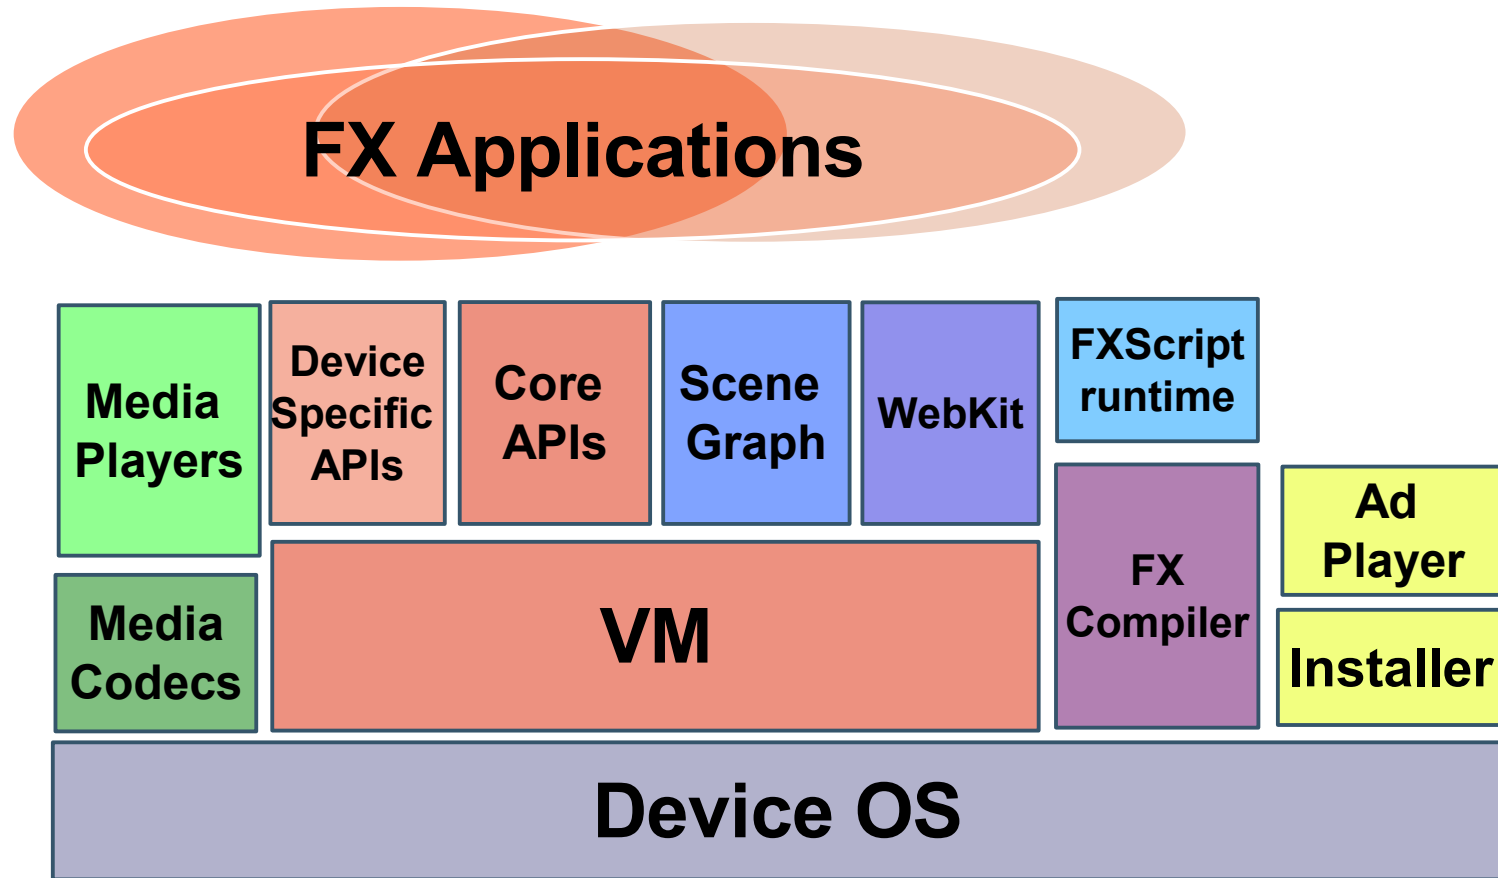 FX Applications
Media
Players
Device
Specific
APIs
Core
APIs
Scene
Graph
WebKit
FXScript
runtime
Ad
Player
Media
Codecs
VM
FX
Compiler
Installer
Device OS